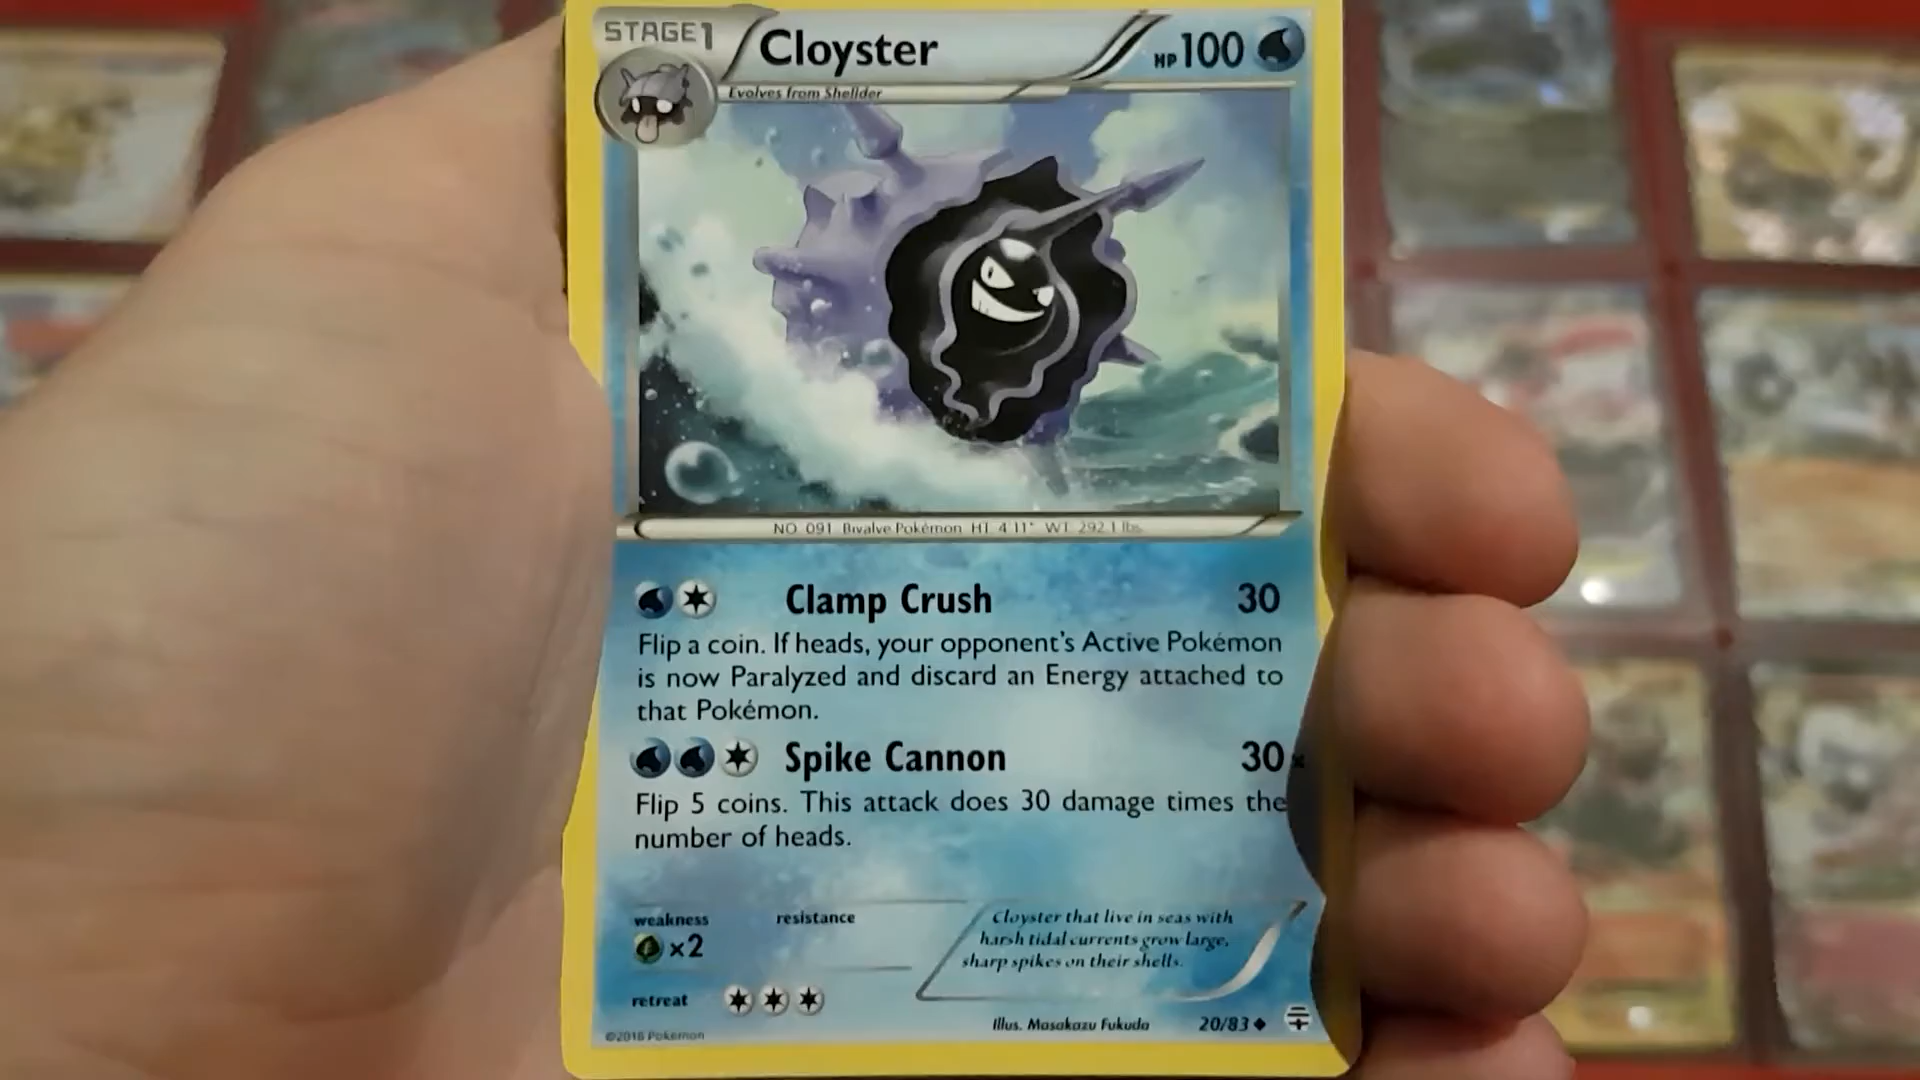 STAGE 1
Cloyster
HP 100
Evolves from Shellder
NO. 091 Bivalve Pokémon HT 4'11" WT 292.1 lbs.
Clamp Crush 30
Flip a coin. If heads, your opponent's Active Pokémon
is now Paralyzed and discard an Energy attached to
that Pokémon.
Spike Cannon 30×
Flip 5 coins. This attack does 30 damage times the
number of heads.
weakness
×2
resistance
retreat
Cloyster that live in seas with
harsh tidal currents grow large,
sharp spikes on their shells.
Illus. Masakazu Fukuda
20/83
©2016 Pokémon